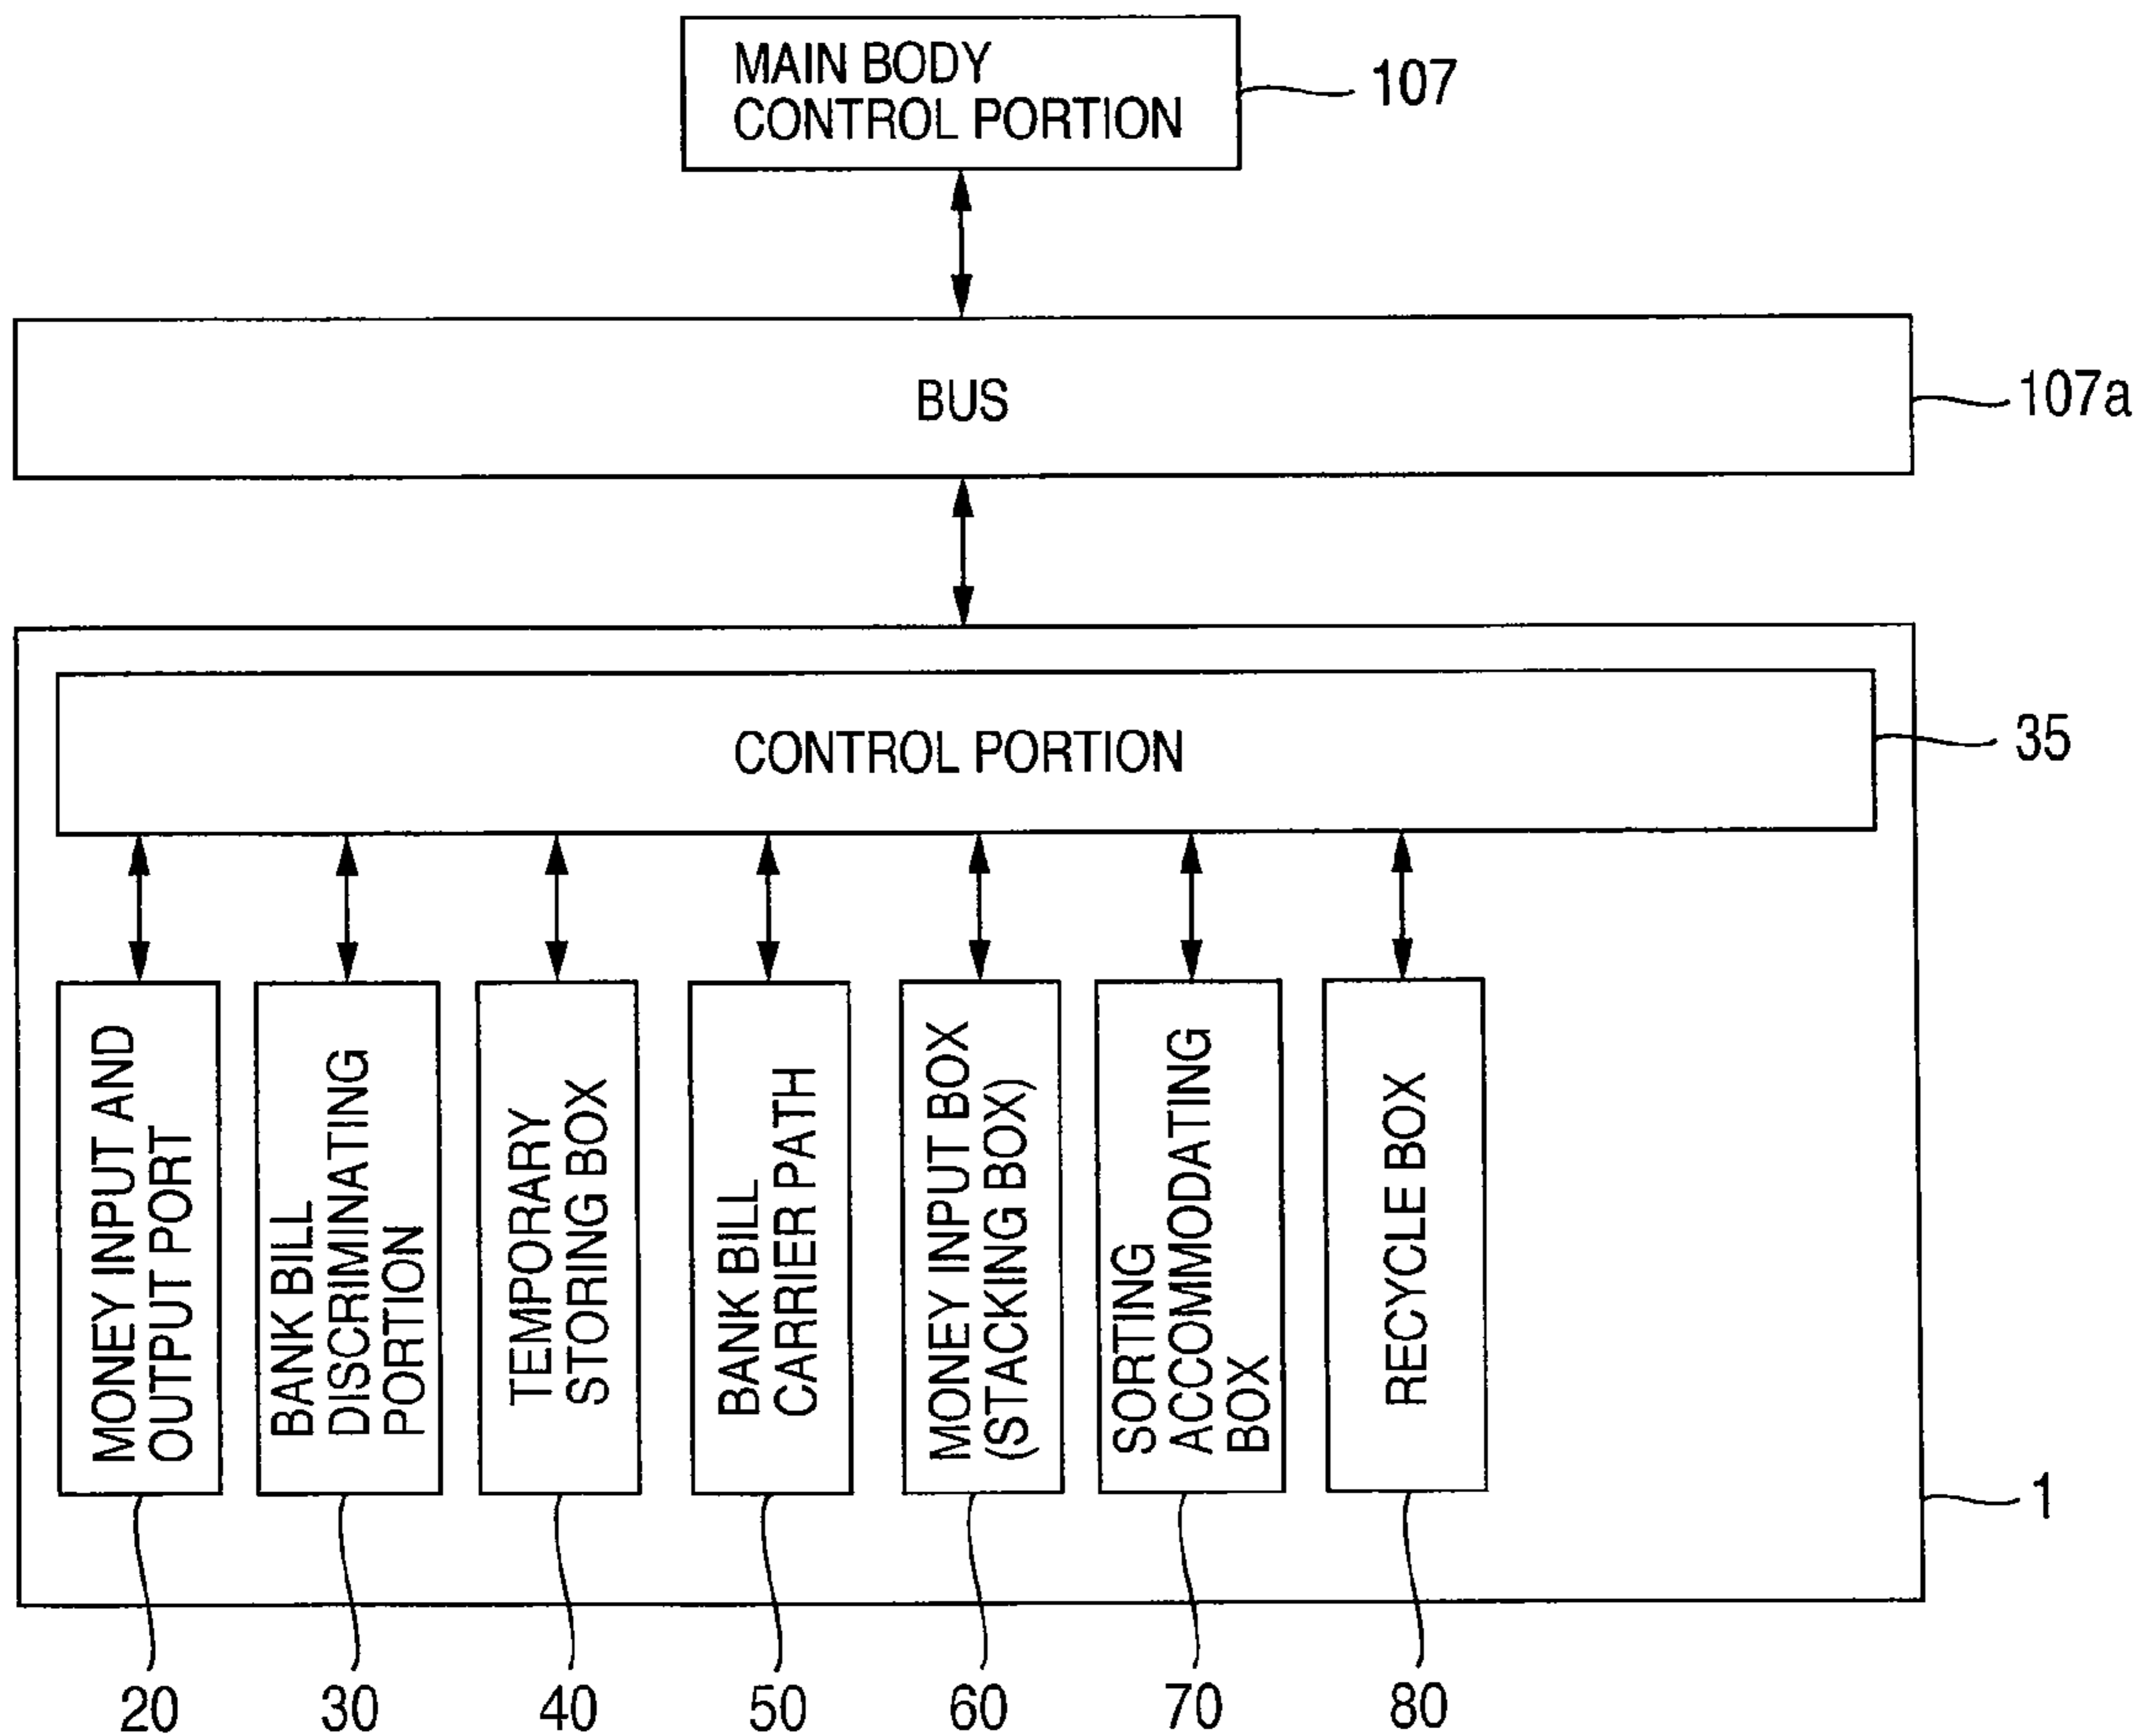 MAIN BODY
CONTROL PORTION
107
BUS
107a
CONTROL PORTION
35
MONEY INPUT AND
OUTPUT PORT
BANK BILL
DISCRIMINATING
PORTION
TEMPORARY
STORING BOX
BANK BILL
CARRIER PATH
MONEY INPUT BOX
(STACKING BOX)
SORTING
ACCOMMODATING
BOX
RECYCLE BOX
1
20
30
40
50
60
70
80